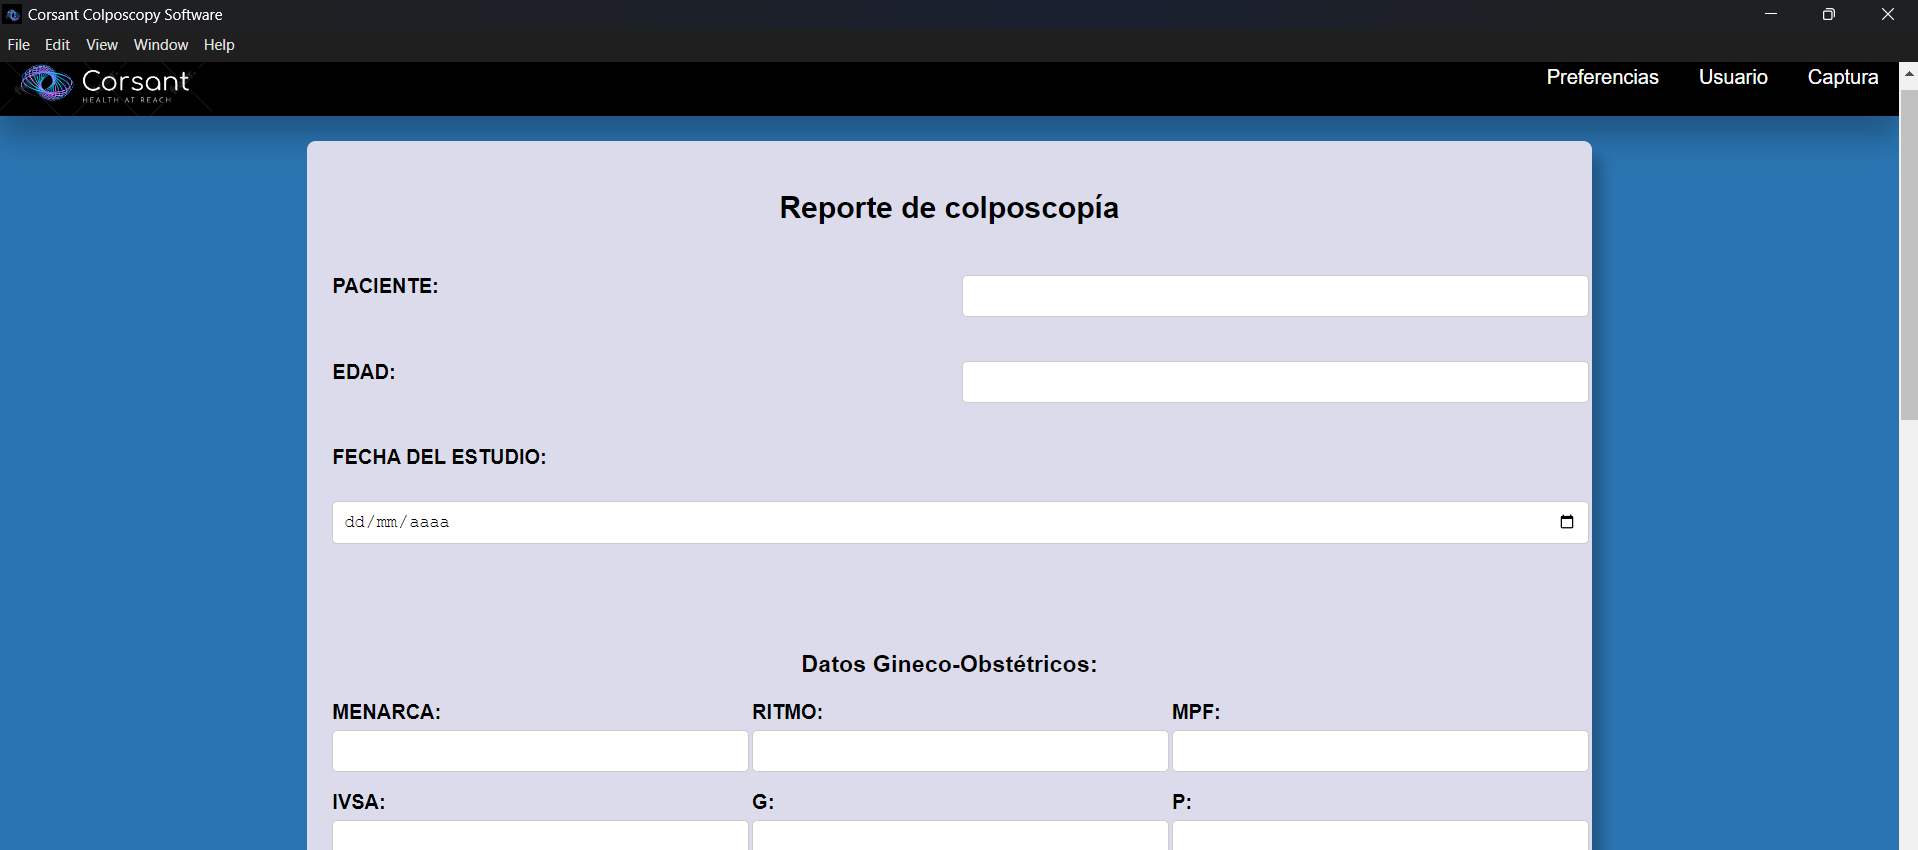 Corsant Colposcopy Software
File Edit View Window Help
Corsant
HEALTH AT REACH
Preferencias Usuario Captura
Reporte de colposcopía
PACIENTE:
EDAD:
FECHA DEL ESTUDIO:
dd/mm/aaaa
Datos Gineco-Obstétricos:
MENARCA: RITMO: MPF:
IVSA: G: P: